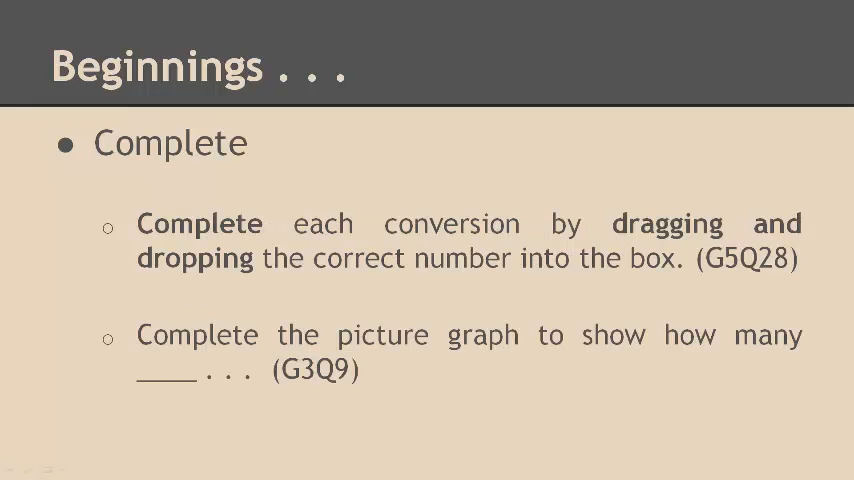 Beginnings . . .
● Complete
○ Complete each conversion by dragging and
dropping the correct number into the box. (G5Q28)
○ Complete the picture graph to show how many
____ . . . (G3Q9)